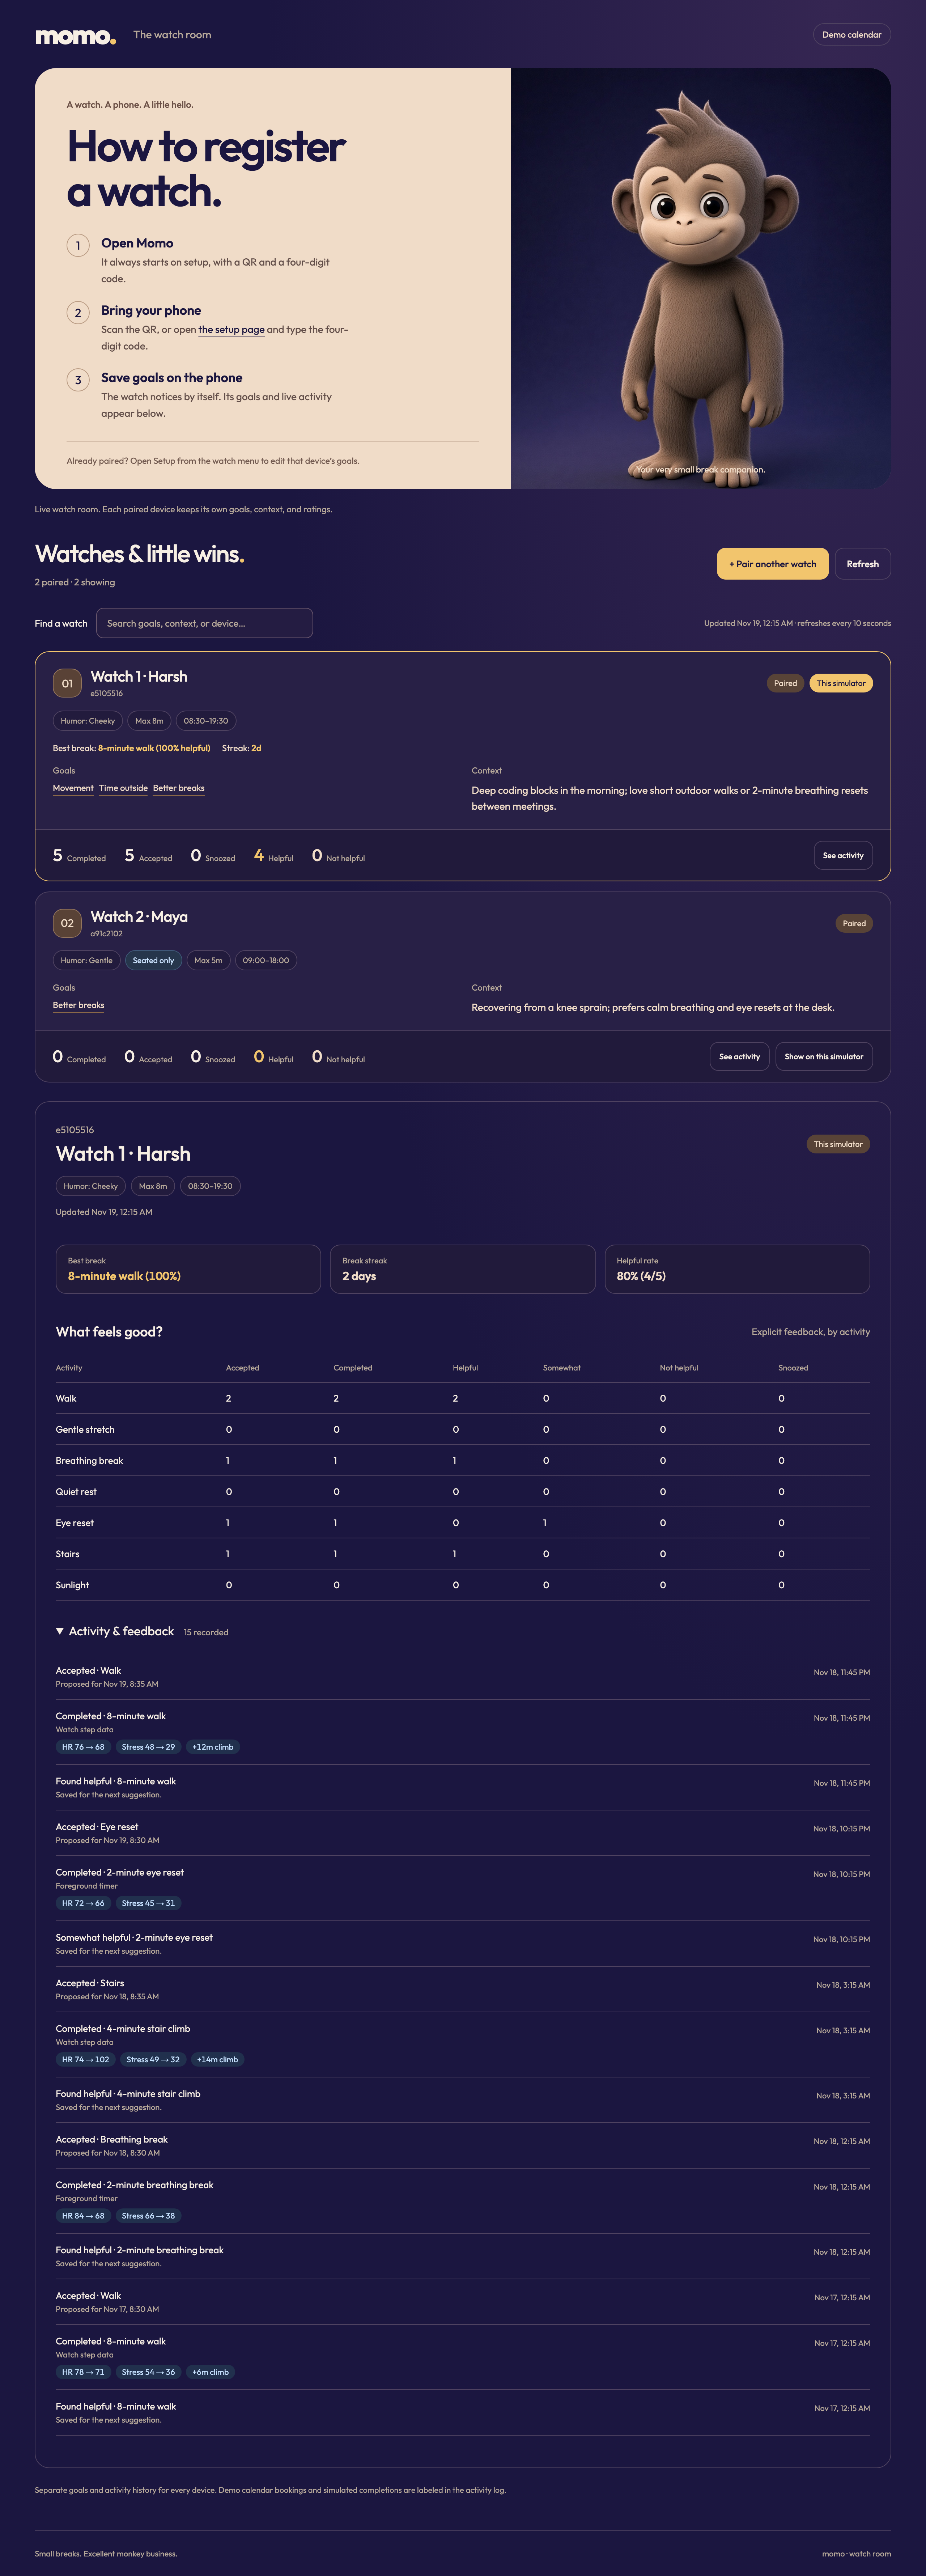 momo.
The watch room
Demo calendar
A watch. A phone. A little hello.
How to register
a watch.
1
Open Momo
It always starts on setup, with a QR and a four-digit
code.
2
Bring your phone
Scan the QR, or open the setup page and type the four-
digit code.
3
Save goals on the phone
The watch notices by itself. Its goals and live activity
appear below.
Already paired? Open Setup from the watch menu to edit that device's goals.
Your very small break companion.
Live watch room. Each paired device keeps its own goals, context, and ratings.
Watches & little wins.
2 paired · 2 showing
+ Pair another watch
Refresh
Find a watch
Search goals, context, or device…
Updated Nov 19, 12:15 AM · refreshes every 10 seconds
01
Watch 1 · Harsh
e5105516
Paired
This simulator
Humor: Cheeky
Max 8m
08:30–19:30
Best break: 8-minute walk (100% helpful) Streak: 2d
Goals
Movement Time outside Better breaks
Context
Deep coding blocks in the morning; love short outdoor walks or 2-minute breathing resets
between meetings.
5 Completed 5 Accepted 0 Snoozed 4 Helpful 0 Not helpful
See activity
02
Watch 2 · Maya
a91c2102
Paired
Humor: Gentle
Seated only
Max 5m
09:00–18:00
Goals
Better breaks
Context
Recovering from a knee sprain; prefers calm breathing and eye resets at the desk.
0 Completed 0 Accepted 0 Snoozed 0 Helpful 0 Not helpful
See activity
Show on this simulator
e5105516
Watch 1 · Harsh
This simulator
Humor: Cheeky
Max 8m
08:30–19:30
Updated Nov 19, 12:15 AM
Best break
8-minute walk (100%)
Break streak
2 days
Helpful rate
80% (4/5)
What feels good?
Explicit feedback, by activity
Activity Accepted Completed Helpful Somewhat Not helpful Snoozed
Walk 2 2 2 0 0 0
Gentle stretch 0 0 0 0 0 0
Breathing break 1 1 1 0 0 0
Quiet rest 0 0 0 0 0 0
Eye reset 1 1 0 1 0 0
Stairs 1 1 1 0 0 0
Sunlight 0 0 0 0 0 0
▼ Activity & feedback 15 recorded
Accepted · Walk
Proposed for Nov 19, 8:35 AM
Nov 18, 11:45 PM
Completed · 8-minute walk
Watch step data
HR 76 → 68 Stress 48 → 29 +12m climb
Nov 18, 11:45 PM
Found helpful · 8-minute walk
Saved for the next suggestion.
Nov 18, 11:45 PM
Accepted · Eye reset
Proposed for Nov 19, 8:30 AM
Nov 18, 10:15 PM
Completed · 2-minute eye reset
Foreground timer
HR 72 → 66 Stress 45 → 31
Nov 18, 10:15 PM
Somewhat helpful · 2-minute eye reset
Saved for the next suggestion.
Nov 18, 10:15 PM
Accepted · Stairs
Proposed for Nov 18, 8:35 AM
Nov 18, 3:15 AM
Completed · 4-minute stair climb
Watch step data
HR 74 → 102 Stress 49 → 32 +14m climb
Nov 18, 3:15 AM
Found helpful · 4-minute stair climb
Saved for the next suggestion.
Nov 18, 3:15 AM
Accepted · Breathing break
Proposed for Nov 18, 8:30 AM
Nov 18, 12:15 AM
Completed · 2-minute breathing break
Foreground timer
HR 84 → 68 Stress 66 → 38
Nov 18, 12:15 AM
Found helpful · 2-minute breathing break
Saved for the next suggestion.
Nov 18, 12:15 AM
Accepted · Walk
Proposed for Nov 17, 8:30 AM
Nov 17, 12:15 AM
Completed · 8-minute walk
Watch step data
HR 78 → 71 Stress 54 → 36 +6m climb
Nov 17, 12:15 AM
Found helpful · 8-minute walk
Saved for the next suggestion.
Nov 17, 12:15 AM
Separate goals and activity history for every device. Demo calendar bookings and simulated completions are labeled in the activity log.
Small breaks. Excellent monkey business.
momo · watch room